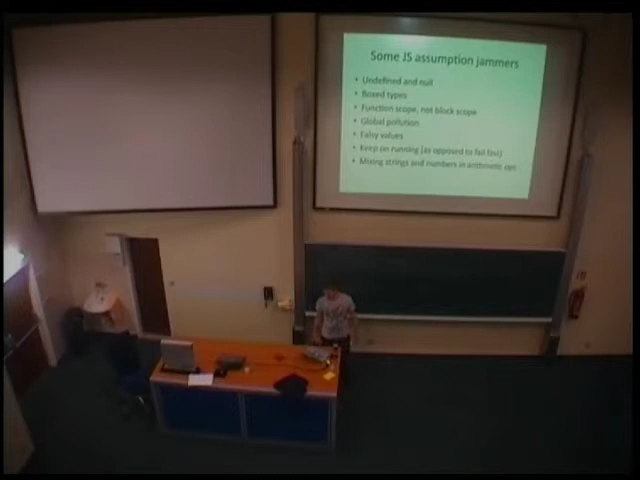 Some JS assumption jammers
• Undefined and null
• Boxed types
• Function scope, not block scope
• Global pollution
• Falsy values
• Keep on running (as opposed to fail fast)
• Mixing strings and numbers in arithmetic ops